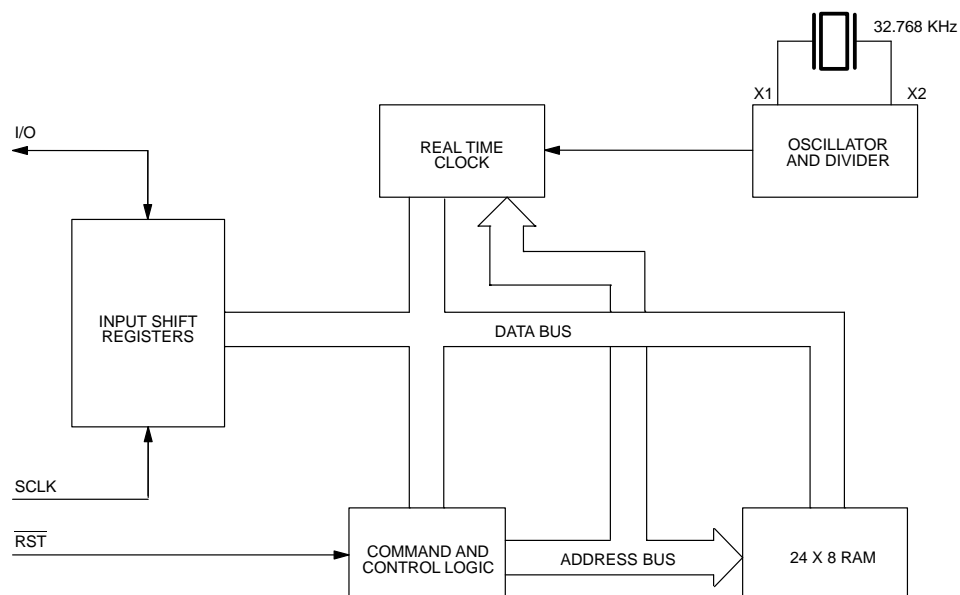 32.768 KHz
X1
X2
I/O
REAL TIME
CLOCK
OSCILLATOR
AND DIVIDER
INPUT SHIFT
REGISTERS
DATA BUS
SCLK
RST
COMMAND AND
CONTROL LOGIC
ADDRESS BUS
24 X 8 RAM